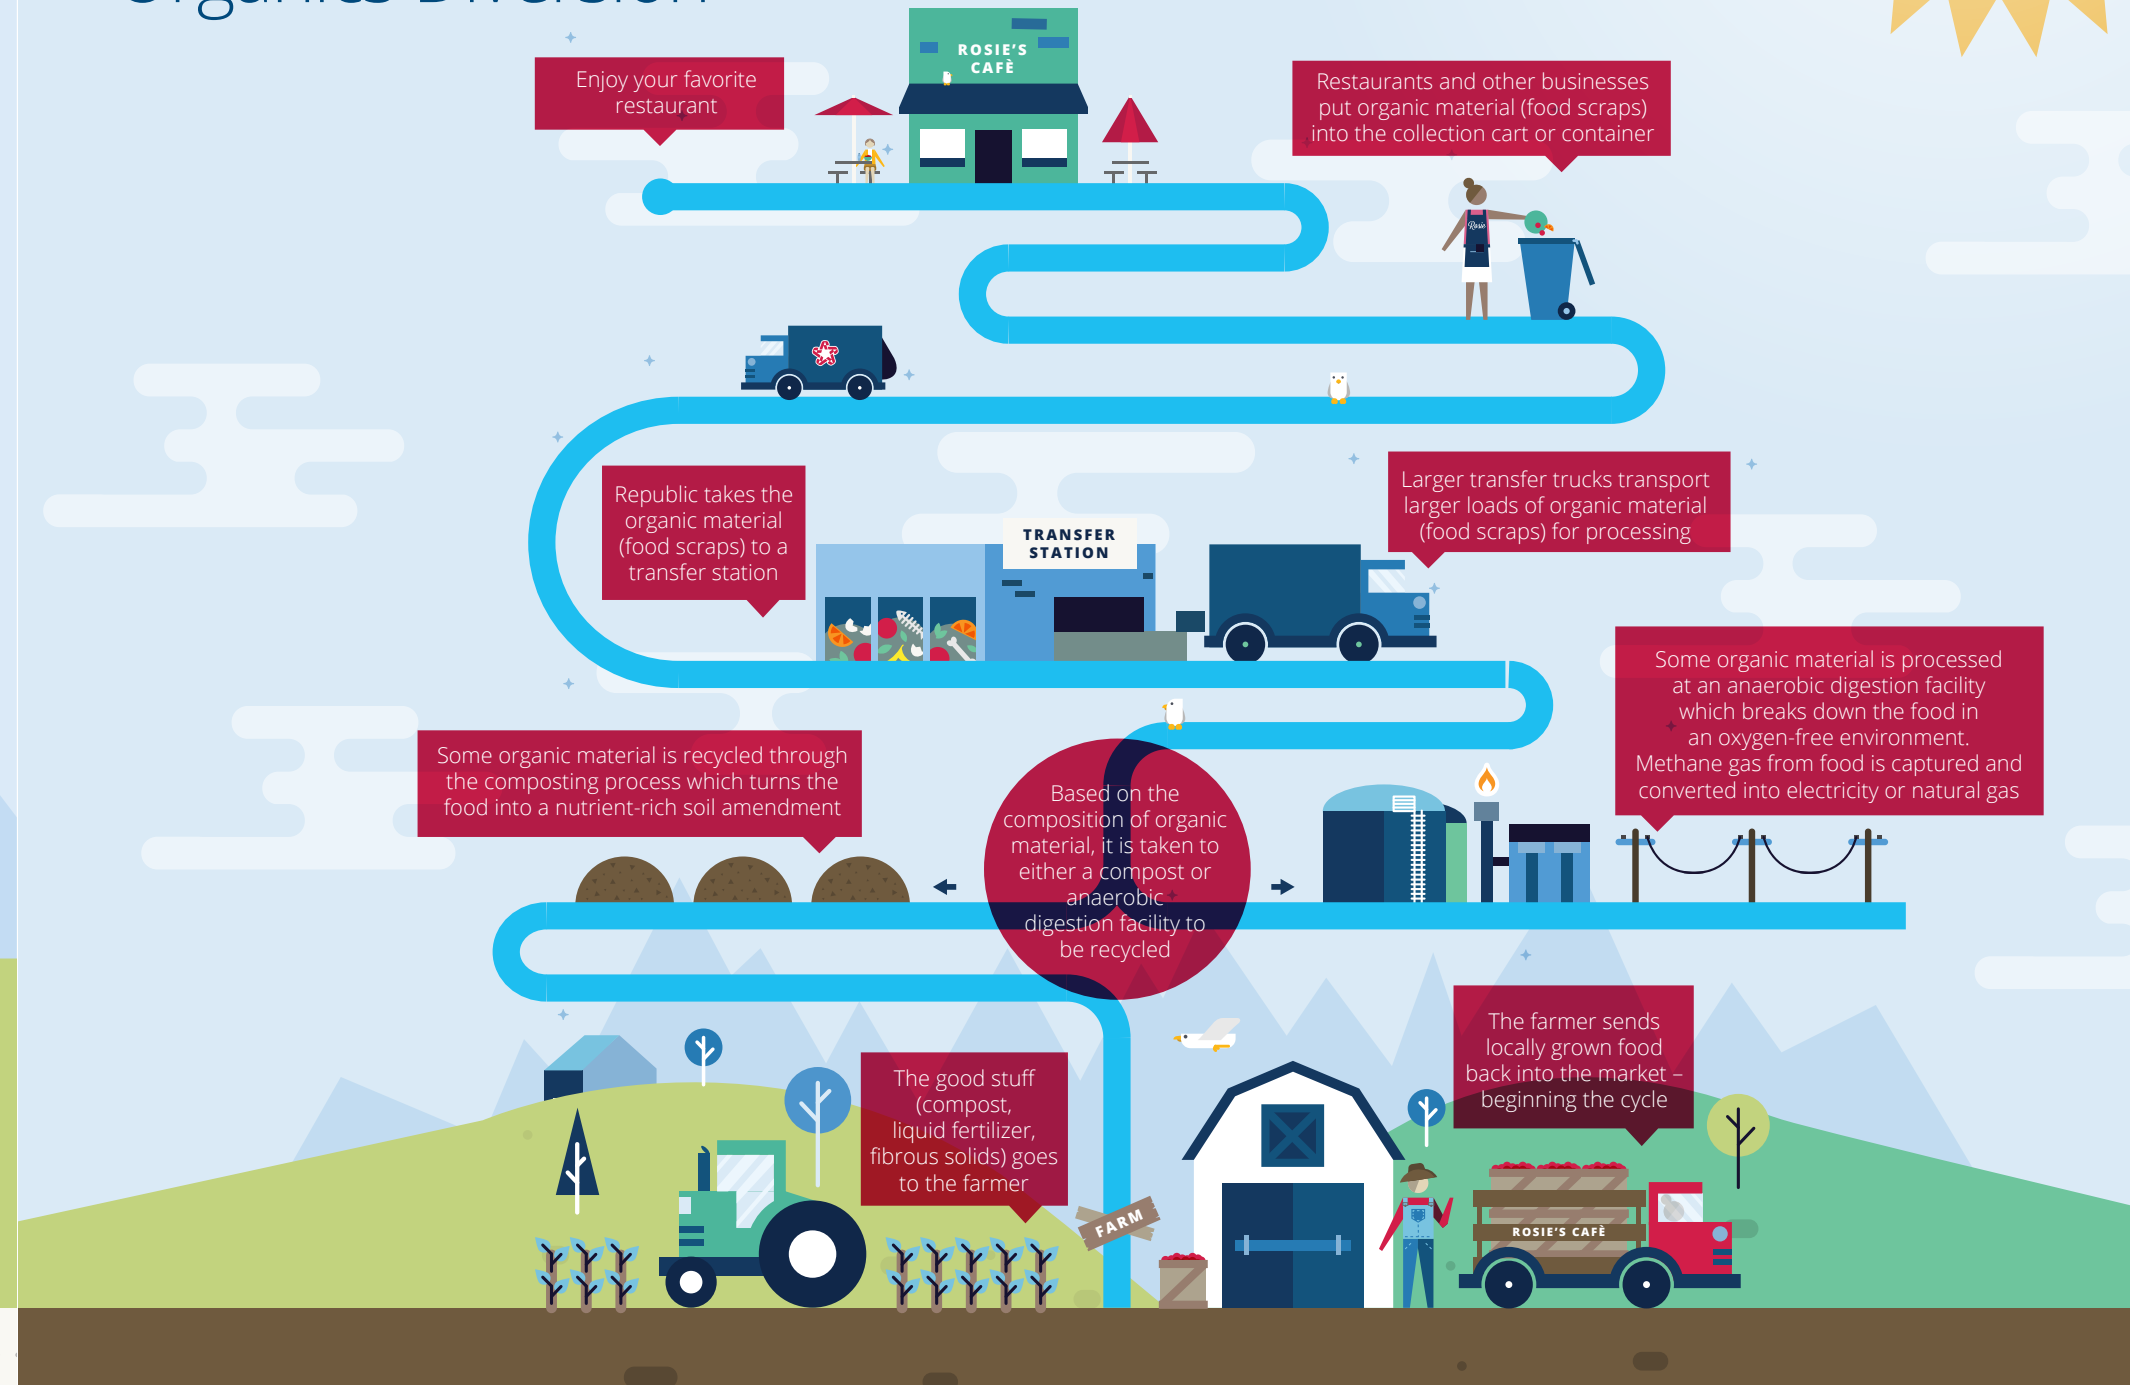 Organics Diversion
ROSIE'S
CAFÈ
Enjoy your favorite
restaurant
Restaurants and other businesses
put organic material (food scraps)
into the collection cart or container
Rosie
Republic takes the
organic material
(food scraps) to a
transfer station
TRANSFER
STATION
Larger transfer trucks transport
larger loads of organic material
(food scraps) for processing
Some organic material is processed
at an anaerobic digestion facility
which breaks down the food in
an oxygen-free environment.
Methane gas from food is captured and
converted into electricity or natural gas
Some organic material is recycled through
the composting process which turns the
food into a nutrient-rich soil amendment
Based on the
composition of organic
material, it is taken to
either a compost or
anaerobic
digestion facility to
be recycled
The good stuff
(compost,
liquid fertilizer,
fibrous solids) goes
to the farmer
The farmer sends
locally grown food
back into the market –
beginning the cycle
FARM
ROSIE'S CAFÈ